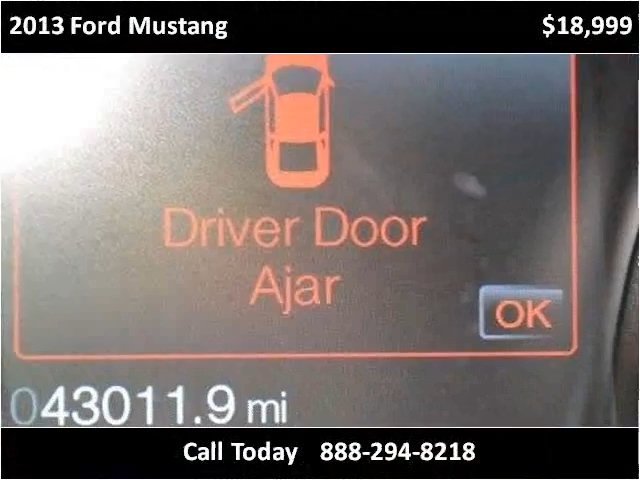 2013 Ford Mustang $18,999
Driver Door
Ajar
OK
043011.9 mi
Call Today 888-294-8218